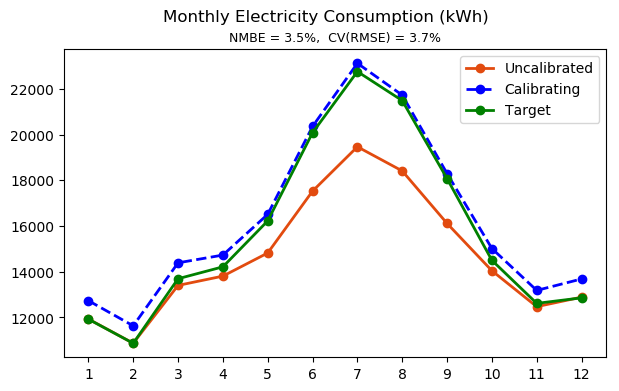 Monthly Electricity Consumption (kWh)
NMBE = 3.5%,  CV(RMSE) = 3.7%
Uncalibrated
Calibrating
Target
22000
20000
18000
16000
14000
12000
1 2 3 4 5 6 7 8 9 10 11 12